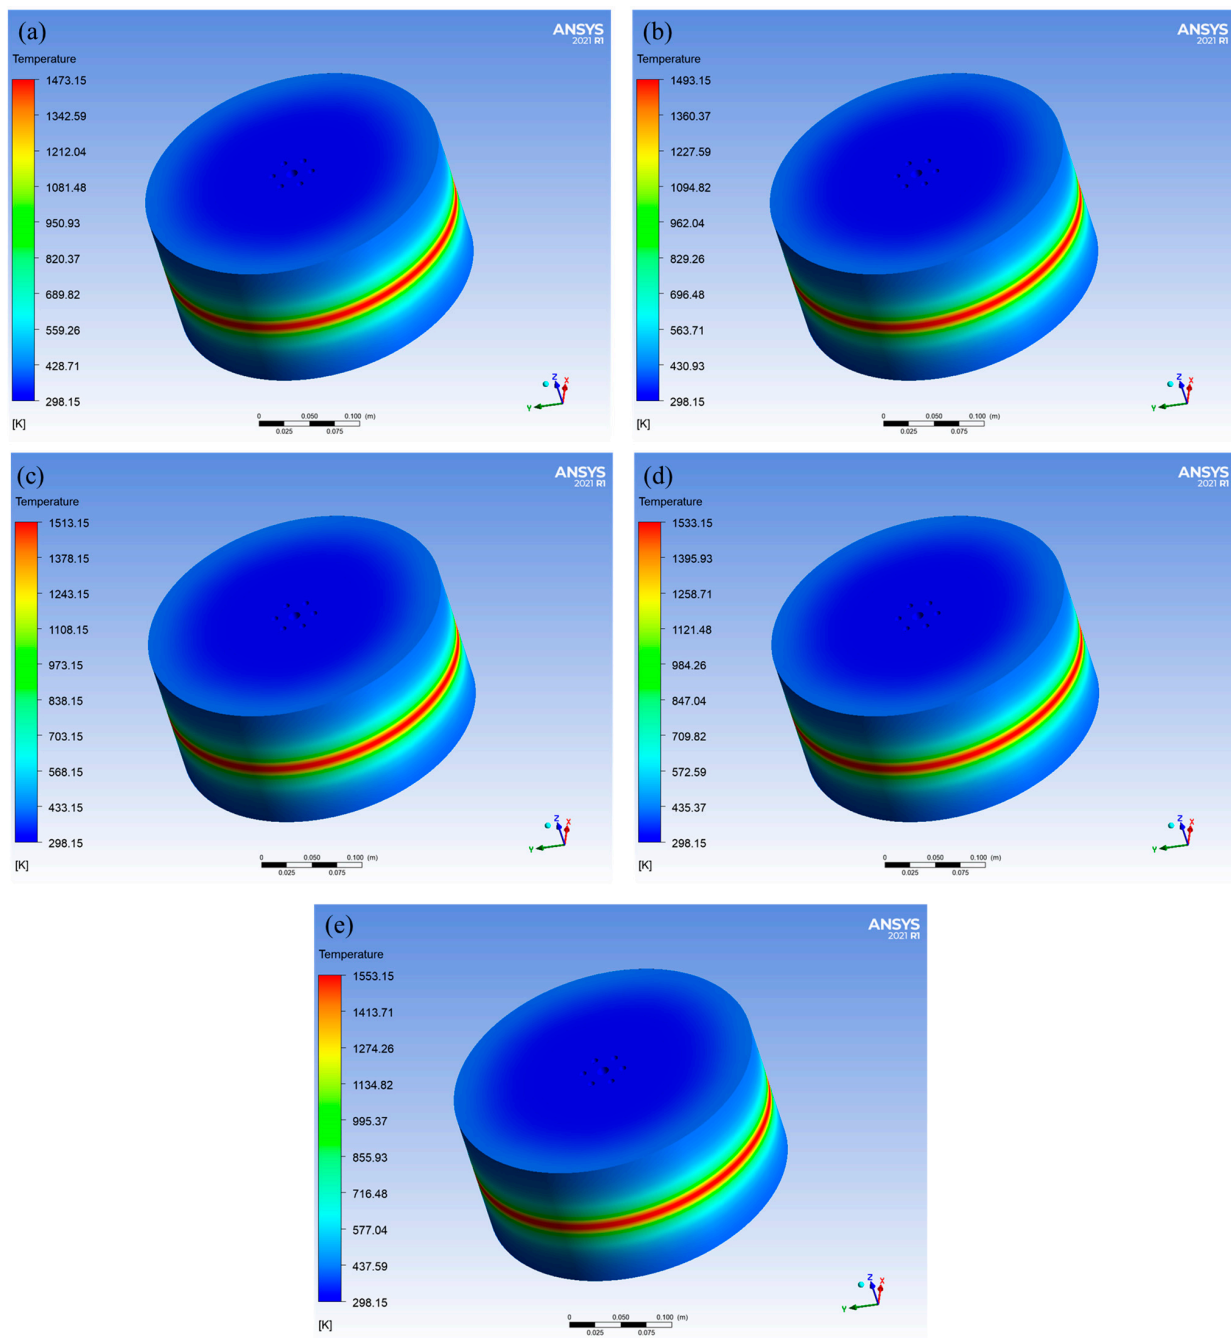 (a)
ANSYS
2021 R1
Temperature
1473.15
1342.59
1212.04
1081.48
950.93
820.37
689.82
559.26
428.71
298.15
[K]
0 0.050 0.100 (m)
0.025 0.075
Z X
Y
(b)
ANSYS
2021 R1
Temperature
1493.15
1360.37
1227.59
1094.82
962.04
829.26
696.48
563.71
430.93
298.15
[K]
0 0.050 0.100 (m)
0.025 0.075
Z X
Y
(c)
ANSYS
2021 R1
Temperature
1513.15
1378.15
1243.15
1108.15
973.15
838.15
703.15
568.15
433.15
298.15
[K]
0 0.050 0.100 (m)
0.025 0.075
Z X
Y
(d)
ANSYS
2021 R1
Temperature
1533.15
1395.93
1258.71
1121.48
984.26
847.04
709.82
572.59
435.37
298.15
[K]
0 0.050 0.100 (m)
0.025 0.075
Z X
Y
(e)
ANSYS
2021 R1
Temperature
1553.15
1413.71
1274.26
1134.82
995.37
855.93
716.48
577.04
437.59
298.15
[K]
0 0.050 0.100 (m)
0.025 0.075
Z X
Y